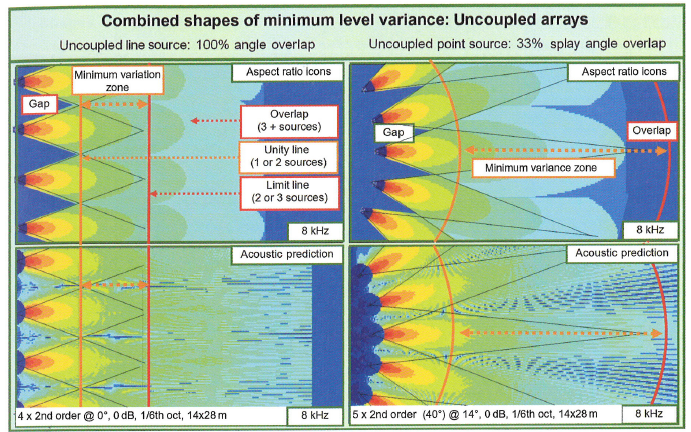 Combined shapes of minimum level variance: Uncoupled arrays
Uncoupled line source: 100% angle overlap
Uncoupled point source: 33% splay angle overlap
Minimum variation
zone
Aspect ratio icons
Gap
Overlap
(3 + sources)
Unity line
(1 or 2 sources)
Limit line
(2 or 3 sources)
8 kHz
Aspect ratio icons
Gap
Overlap
Minimum variance zone
8 kHz
Acoustic prediction
4 x 2nd order @ 0°, 0 dB, 1/6th oct, 14x28 m
8 kHz
Acoustic prediction
5 x 2nd order (40°) @ 14°, 0 dB, 1/6th oct, 14x28 m
8 kHz